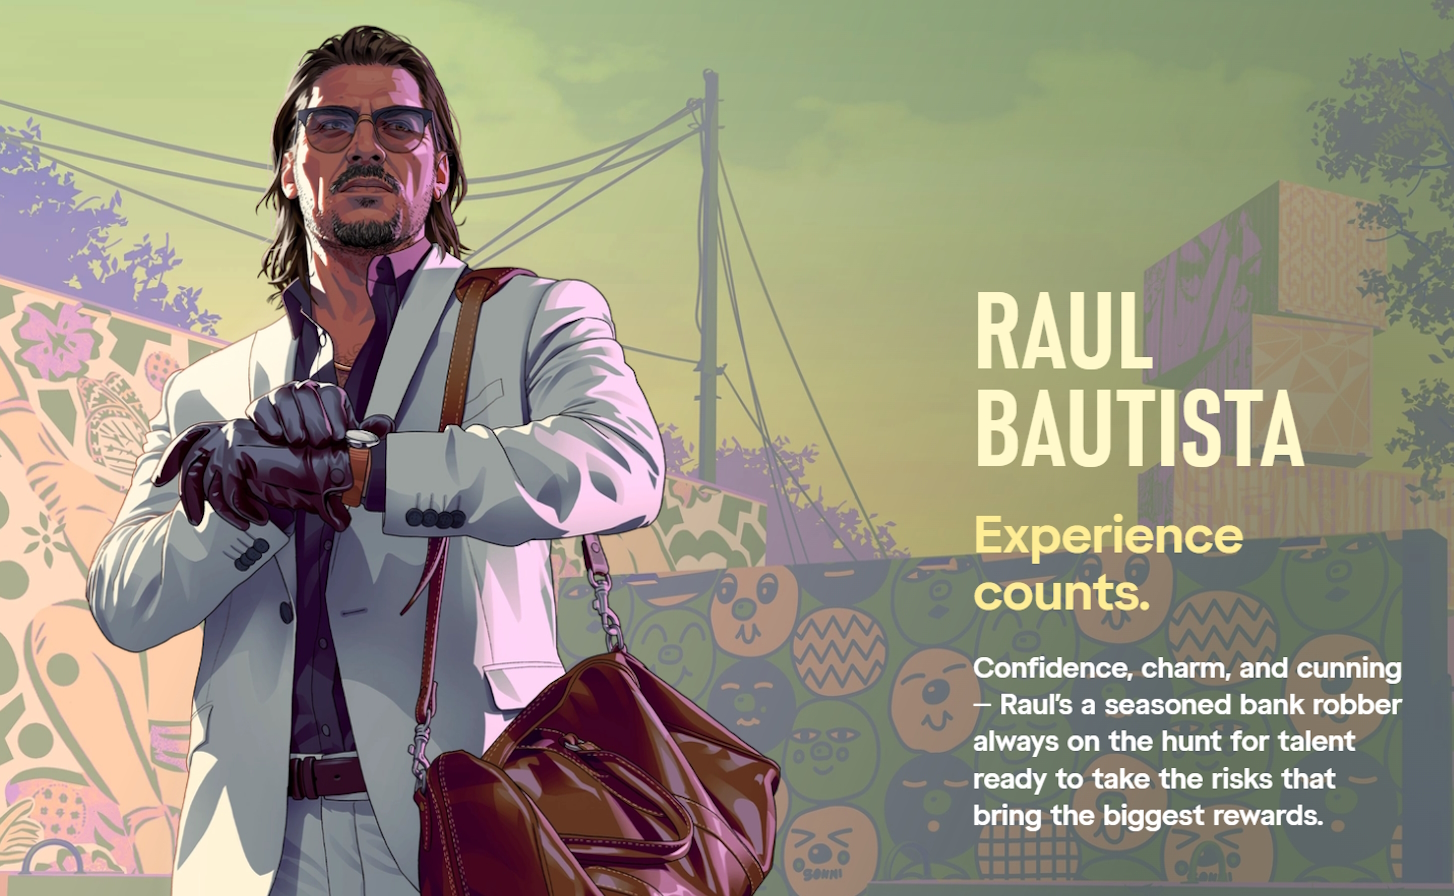 RAUL
BAUTISTA
Experience
counts.
Confidence, charm, and cunning
– Raul’s a seasoned bank robber
always on the hunt for talent
ready to take the risks that
bring the biggest rewards.